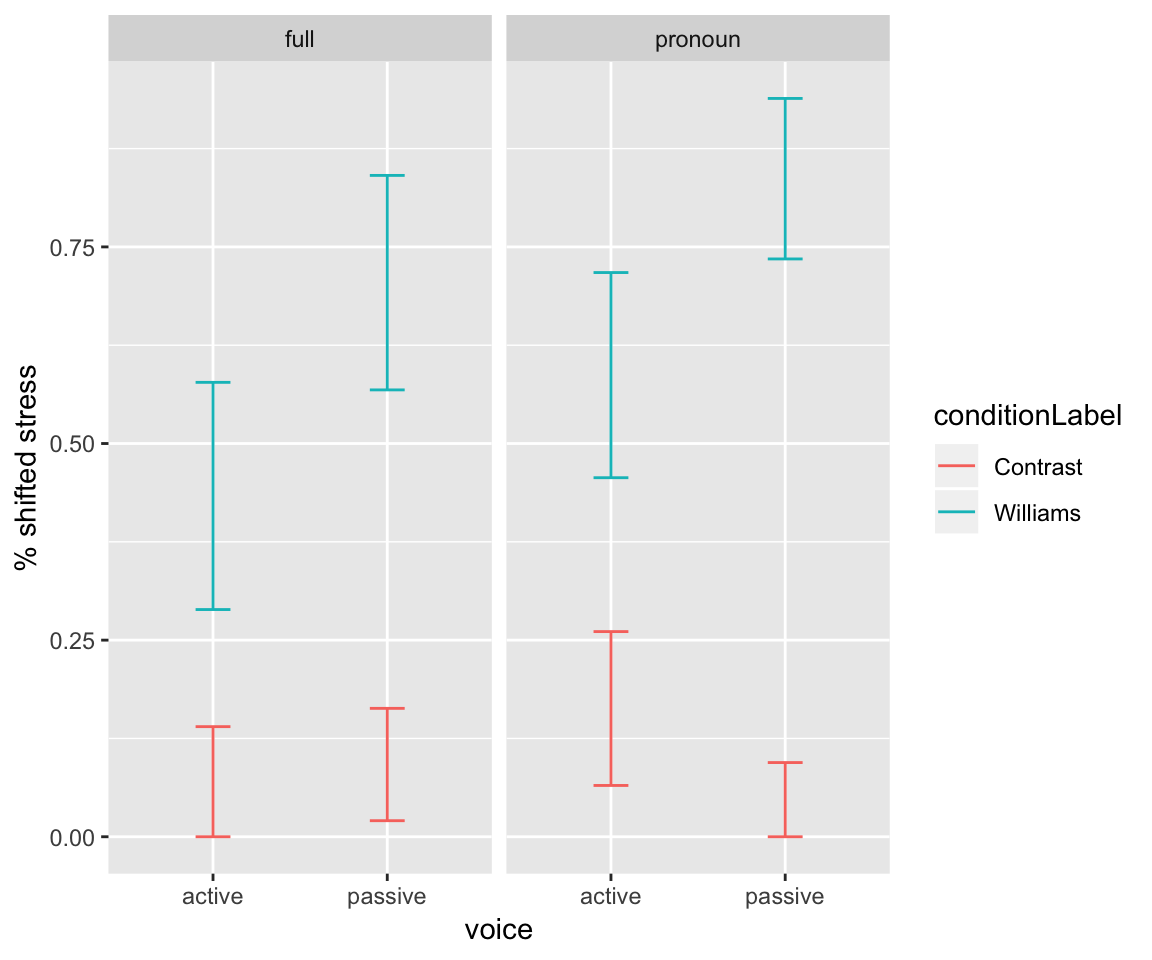 full
pronoun
% shifted stress
0.75
0.50
0.25
0.00
active
passive
active
passive
voice
conditionLabel
Contrast
Williams